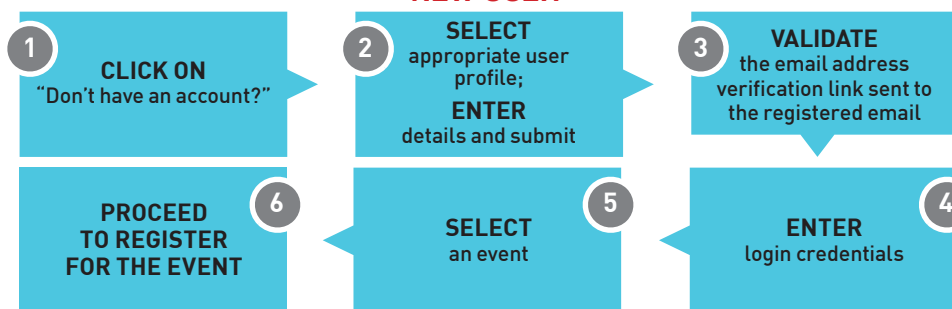 1
CLICK ON
“Don’t have an account?”
2
SELECT
appropriate user
profile;
ENTER
details and submit
3
VALIDATE
the email address
verification link sent to
the registered email
4
ENTER
login credentials
5
SELECT
an event
6
PROCEED
TO REGISTER
FOR THE EVENT